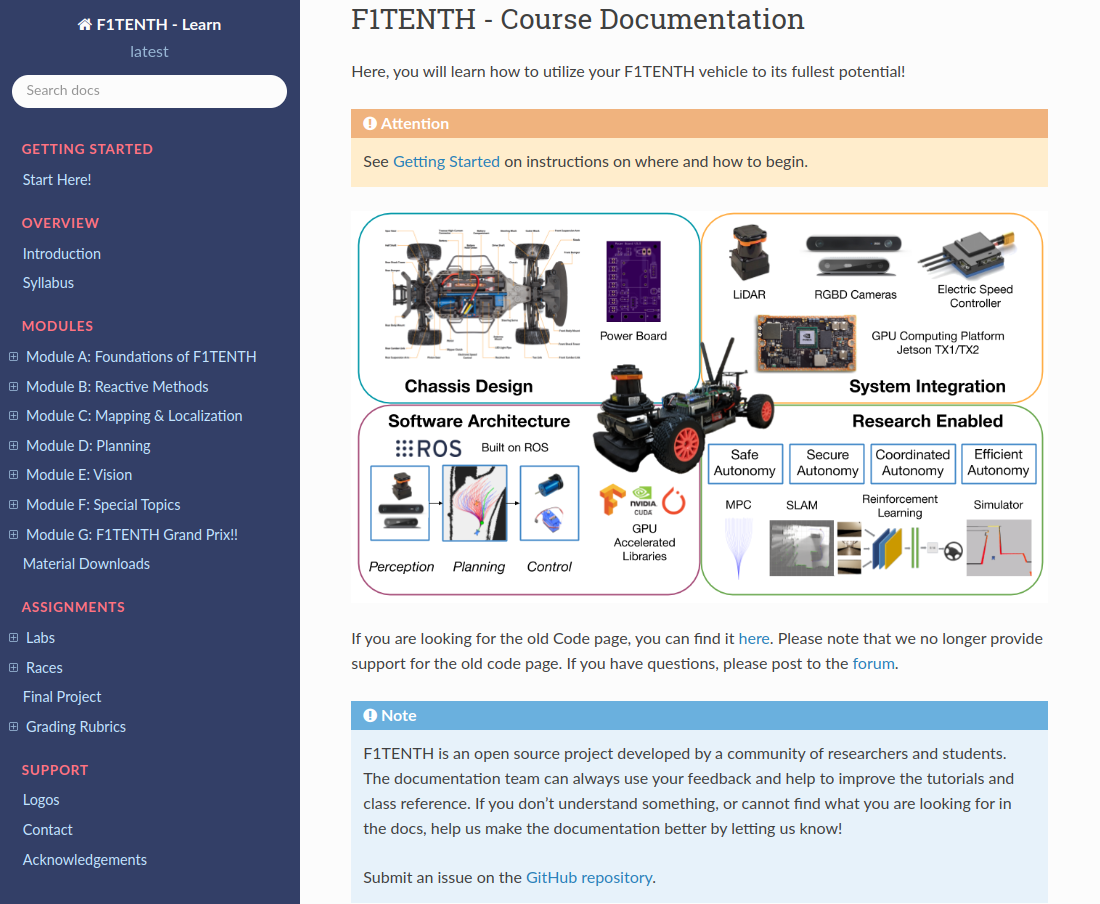 F1TENTH - Learn
latest
Search docs
GETTING STARTED
Start Here!
OVERVIEW
Introduction
Syllabus
MODULES
Module A: Foundations of F1TENTH
Module B: Reactive Methods
Module C: Mapping & Localization
Module D: Planning
Module E: Vision
Module F: Special Topics
Module G: F1TENTH Grand Prix!!
Material Downloads
ASSIGNMENTS
Labs
Races
Final Project
Grading Rubrics
SUPPORT
Logos
Contact
Acknowledgements
F1TENTH - Course Documentation
Here, you will learn how to utilize your F1TENTH vehicle to its fullest potential!
Attention
See Getting Started on instructions on where and how to begin.
Power Board
Chassis Design
LiDAR
RGBD Cameras
Electric Speed
Controller
GPU Computing Platform
Jetson TX1/TX2
System Integration
Software Architecture
ROS
Built on ROS
Perception
Planning
Control
NVIDIA
CUDA
GPU
Accelerated
Libraries
Research Enabled
Safe
Autonomy
Secure
Autonomy
Coordinated
Autonomy
Efficient
Autonomy
MPC
SLAM
Reinforcement
Learning
Simulator
If you are looking for the old Code page, you can find it here. Please note that we no longer provide
support for the old code page. If you have questions, please post to the forum.
Note
F1TENTH is an open source project developed by a community of researchers and students.
The documentation team can always use your feedback and help to improve the tutorials and
class reference. If you don’t understand something, or cannot find what you are looking for in
the docs, help us make the documentation better by letting us know!
Submit an issue on the GitHub repository.